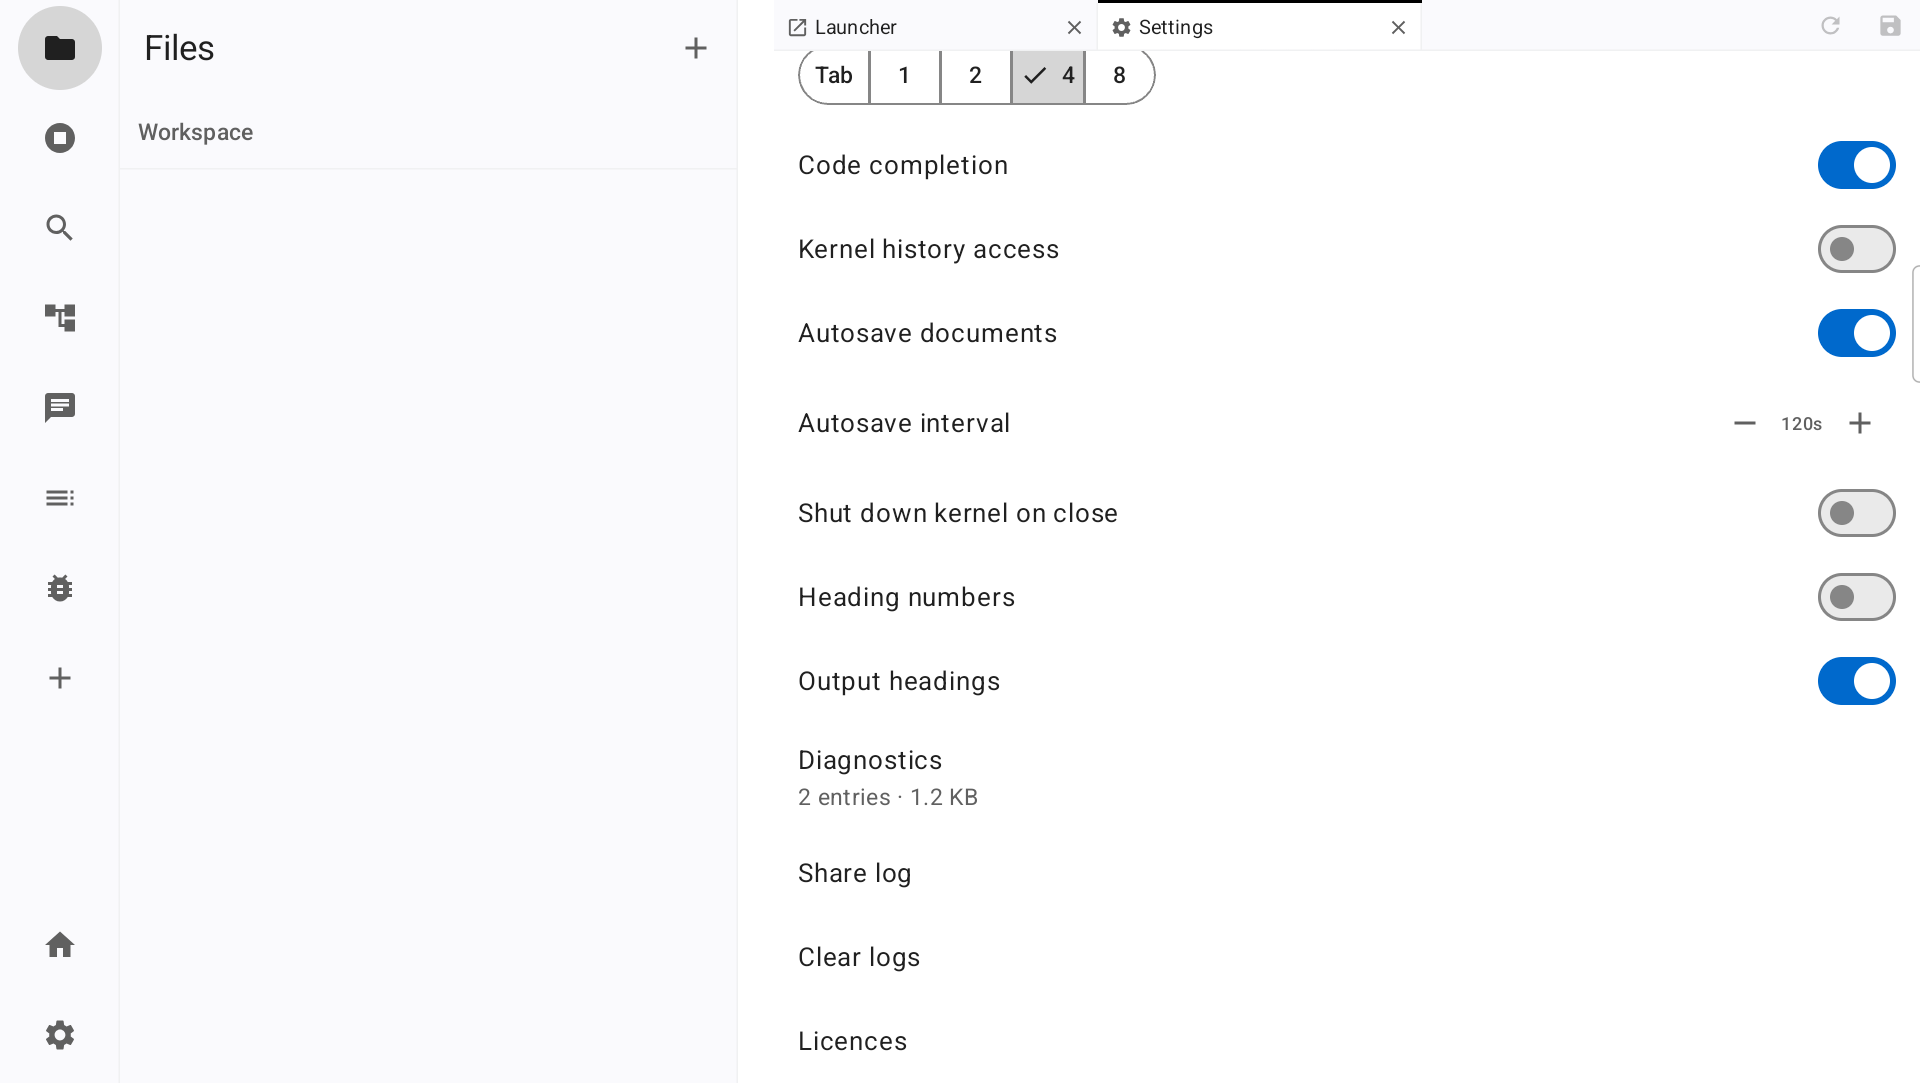 Files
Workspace
Launcher
Settings
Tab 1 2 4 8
Code completion
Kernel history access
Autosave documents
Autosave interval 120s
Shut down kernel on close
Heading numbers
Output headings
Diagnostics
2 entries · 1.2 KB
Share log
Clear logs
Licences